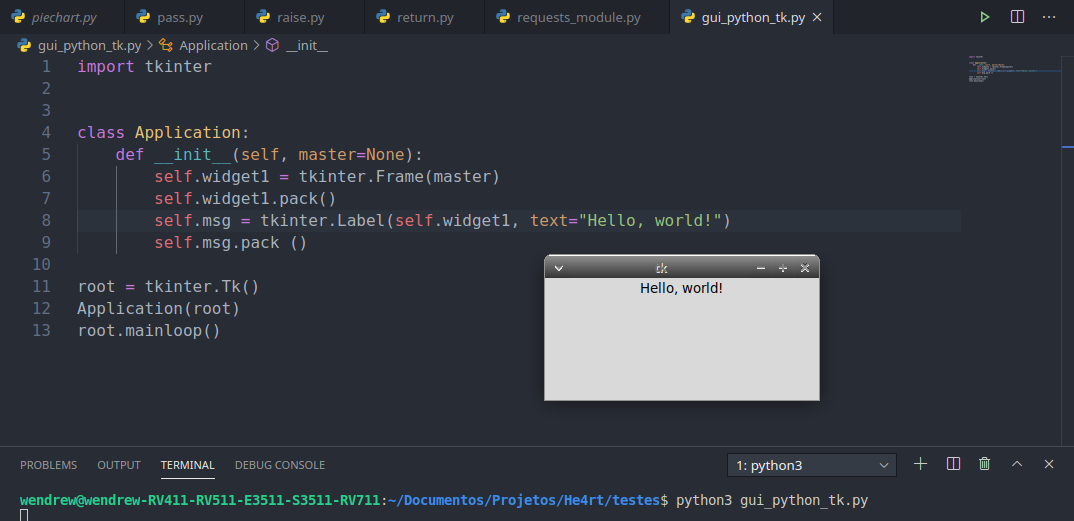 piechart.py pass.py raise.py return.py requests_module.py gui_python_tk.py
gui_python_tk.py > Application > __init__
1 import tkinter
2
3
4 class Application:
5     def __init__(self, master=None):
6         self.widget1 = tkinter.Frame(master)
7         self.widget1.pack()
8         self.msg = tkinter.Label(self.widget1, text="Hello, world!")
9         self.msg.pack ()
10
11 root = tkinter.Tk()
12 Application(root)
13 root.mainloop()
tk
Hello, world!
PROBLEMS OUTPUT TERMINAL DEBUG CONSOLE 1: python3
wendrew@wendrew-RV411-RV511-E3511-S3511-RV711:~/Documentos/Projetos/He4rt/testes$ python3 gui_python_tk.py